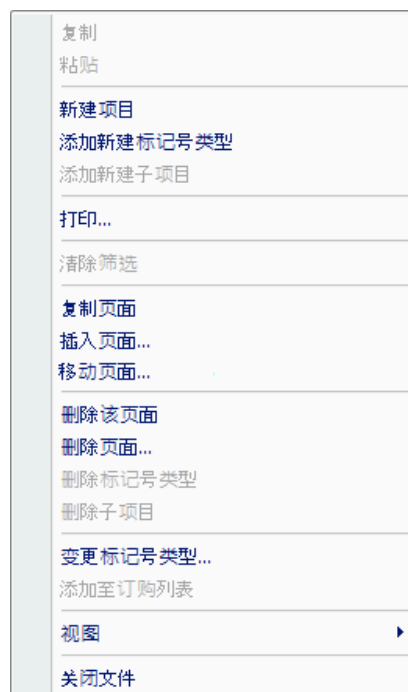 复制
粘贴
新建项目
添加新建标记号类型
添加新建子项目
打印...
清除筛选
复制页面
插入页面...
移动页面...
删除该页面
删除页面...
删除标记号类型
删除子项目
变更标记号类型...
添加至订购列表
视图
关闭文件